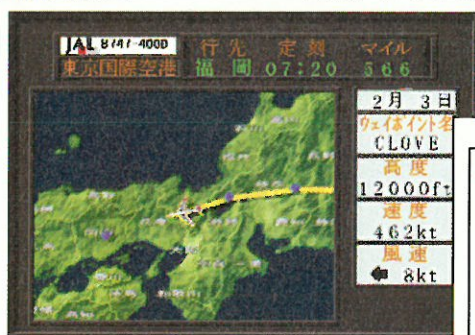 JAL B747-400D
行先 定刻 マイル
東京国際空港 福岡 07:20 566
2月 3日
ウェイポイント名
CLOVE
高度
12000ft
速度
462kt
風速
8kt